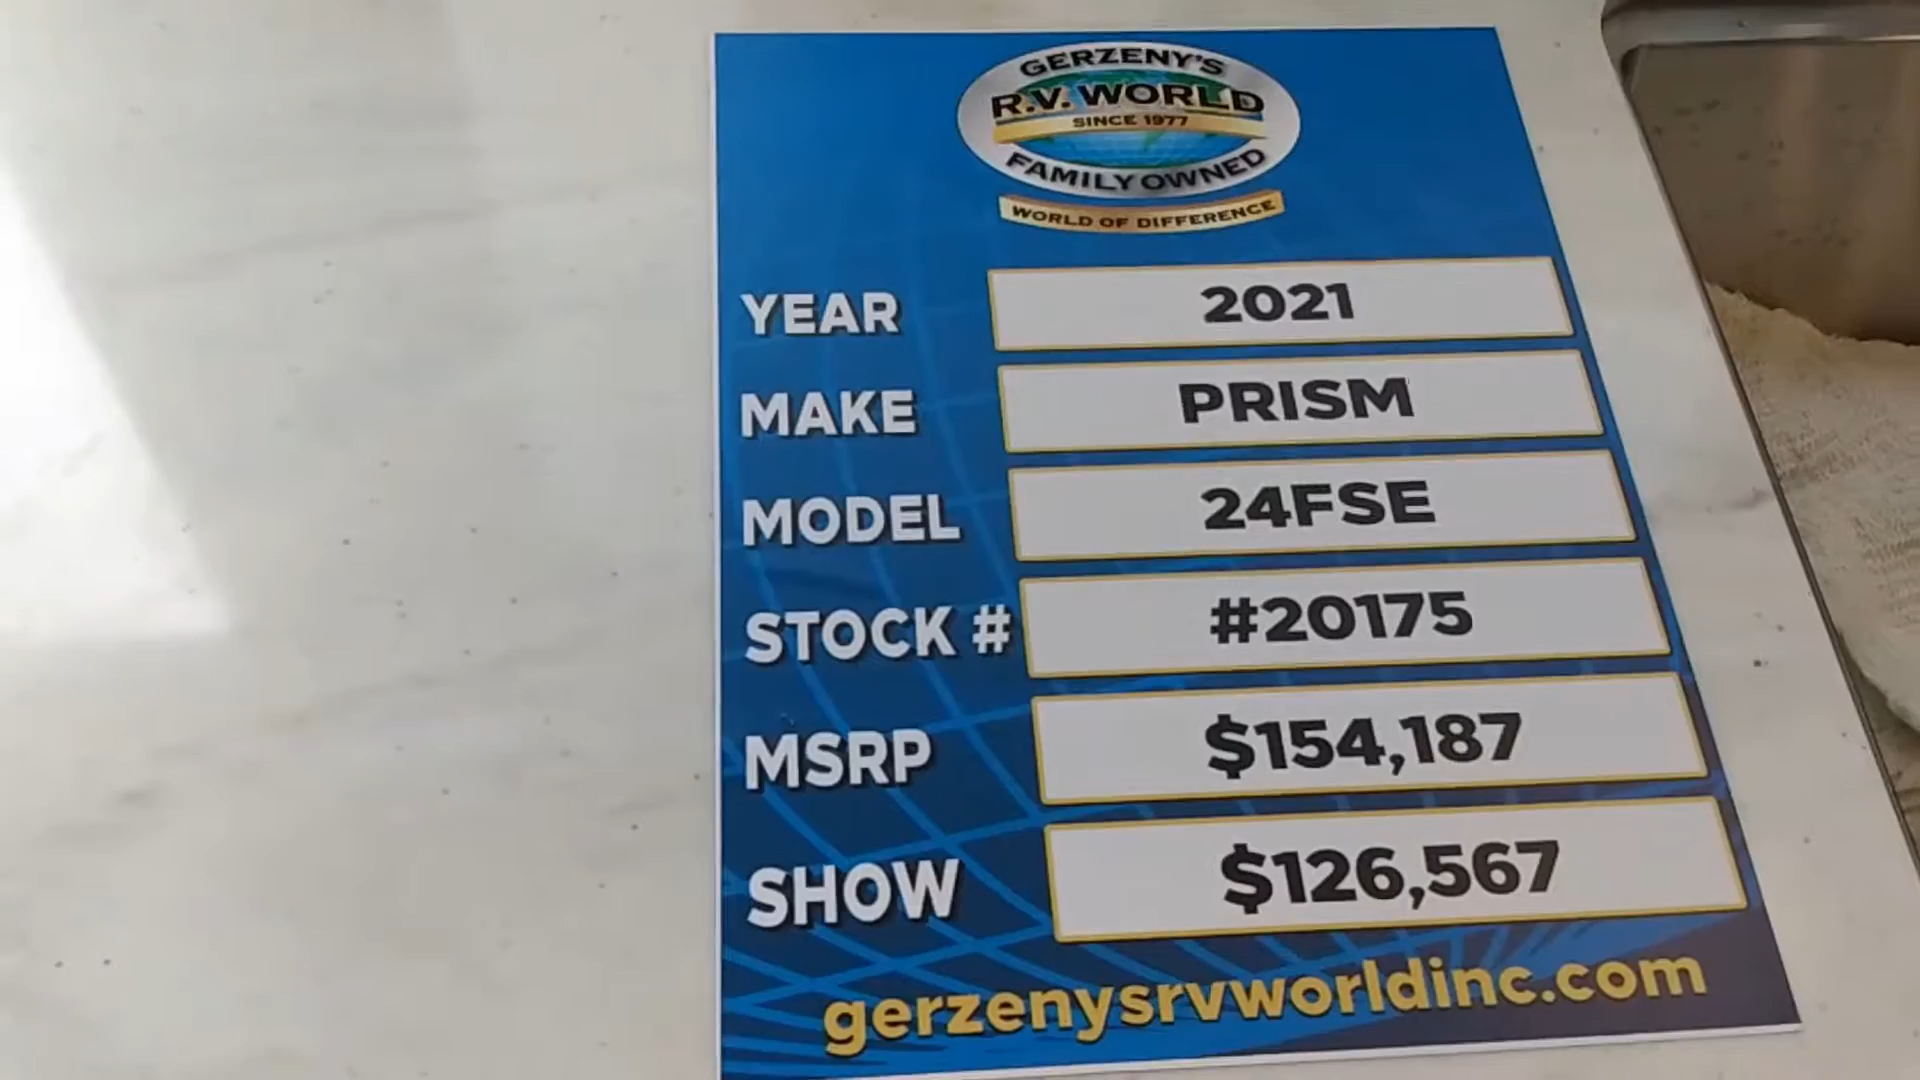 GERZENY'S
R.V. WORLD
SINCE 1977
FAMILY OWNED
WORLD OF DIFFERENCE
YEAR 2021
MAKE PRISM
MODEL 24FSE
STOCK # #20175
MSRP $154,187
SHOW $126,567
gerzenysrvworldinc.com